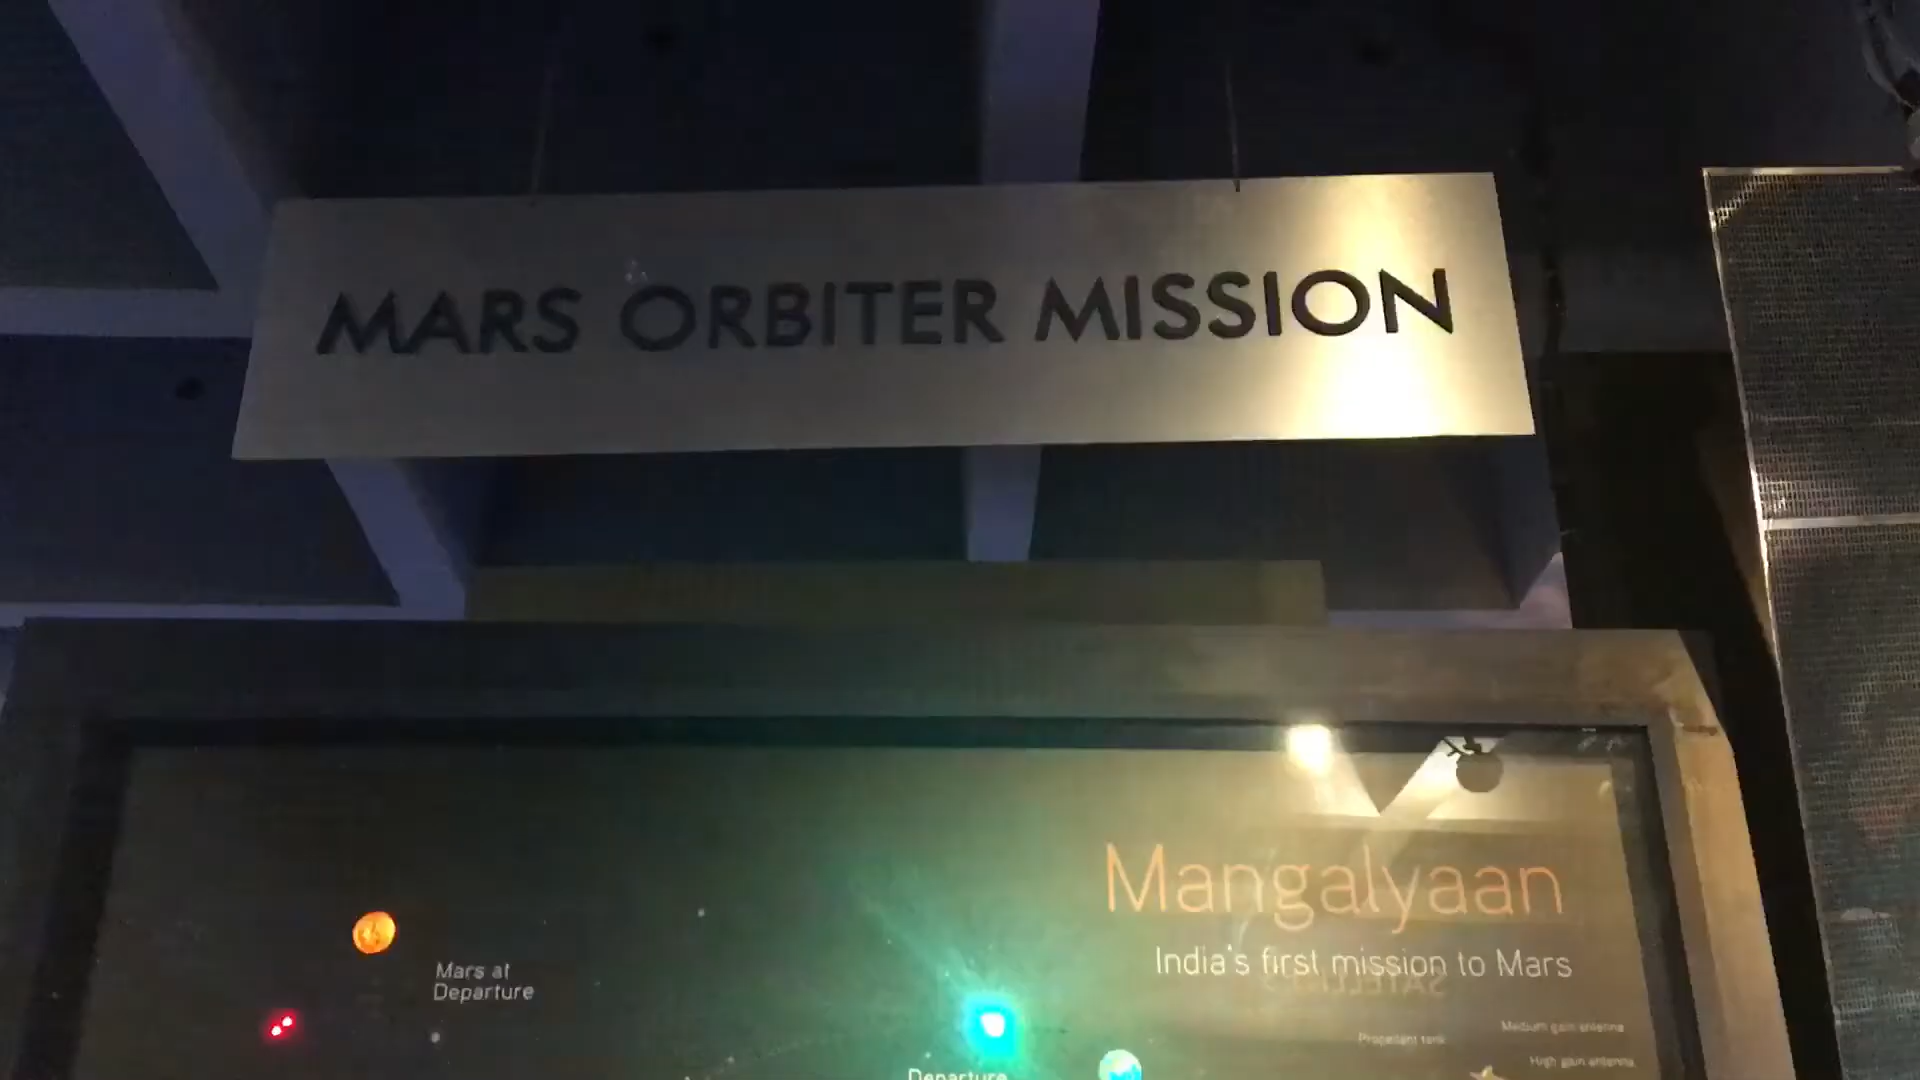 MARS ORBITER MISSION
Mangalyaan
India's first mission to Mars
Mars at
Departure
Medium gain antenna
Propellant tank
High gain antenna
Departure